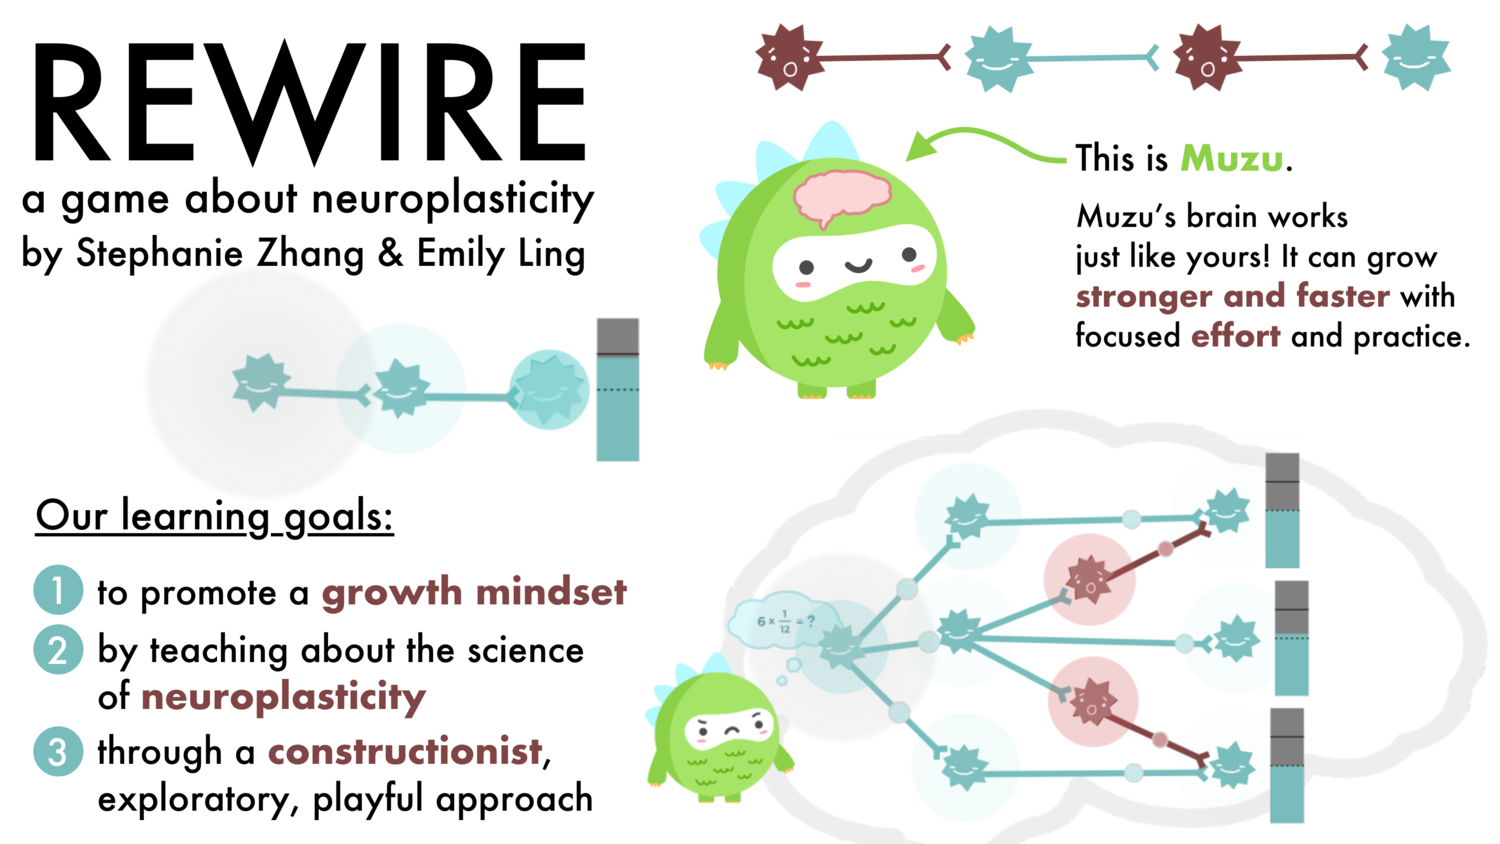 REWIRE
a game about neuroplasticity
by Stephanie Zhang & Emily Ling
This is Muzu.
Muzu's brain works
just like yours! It can grow
stronger and faster with
focused effort and practice.
Our learning goals:
1 to promote a growth mindset
2 by teaching about the science
of neuroplasticity
3 through a constructionist,
exploratory, playful approach
6 x 1/12 = ?